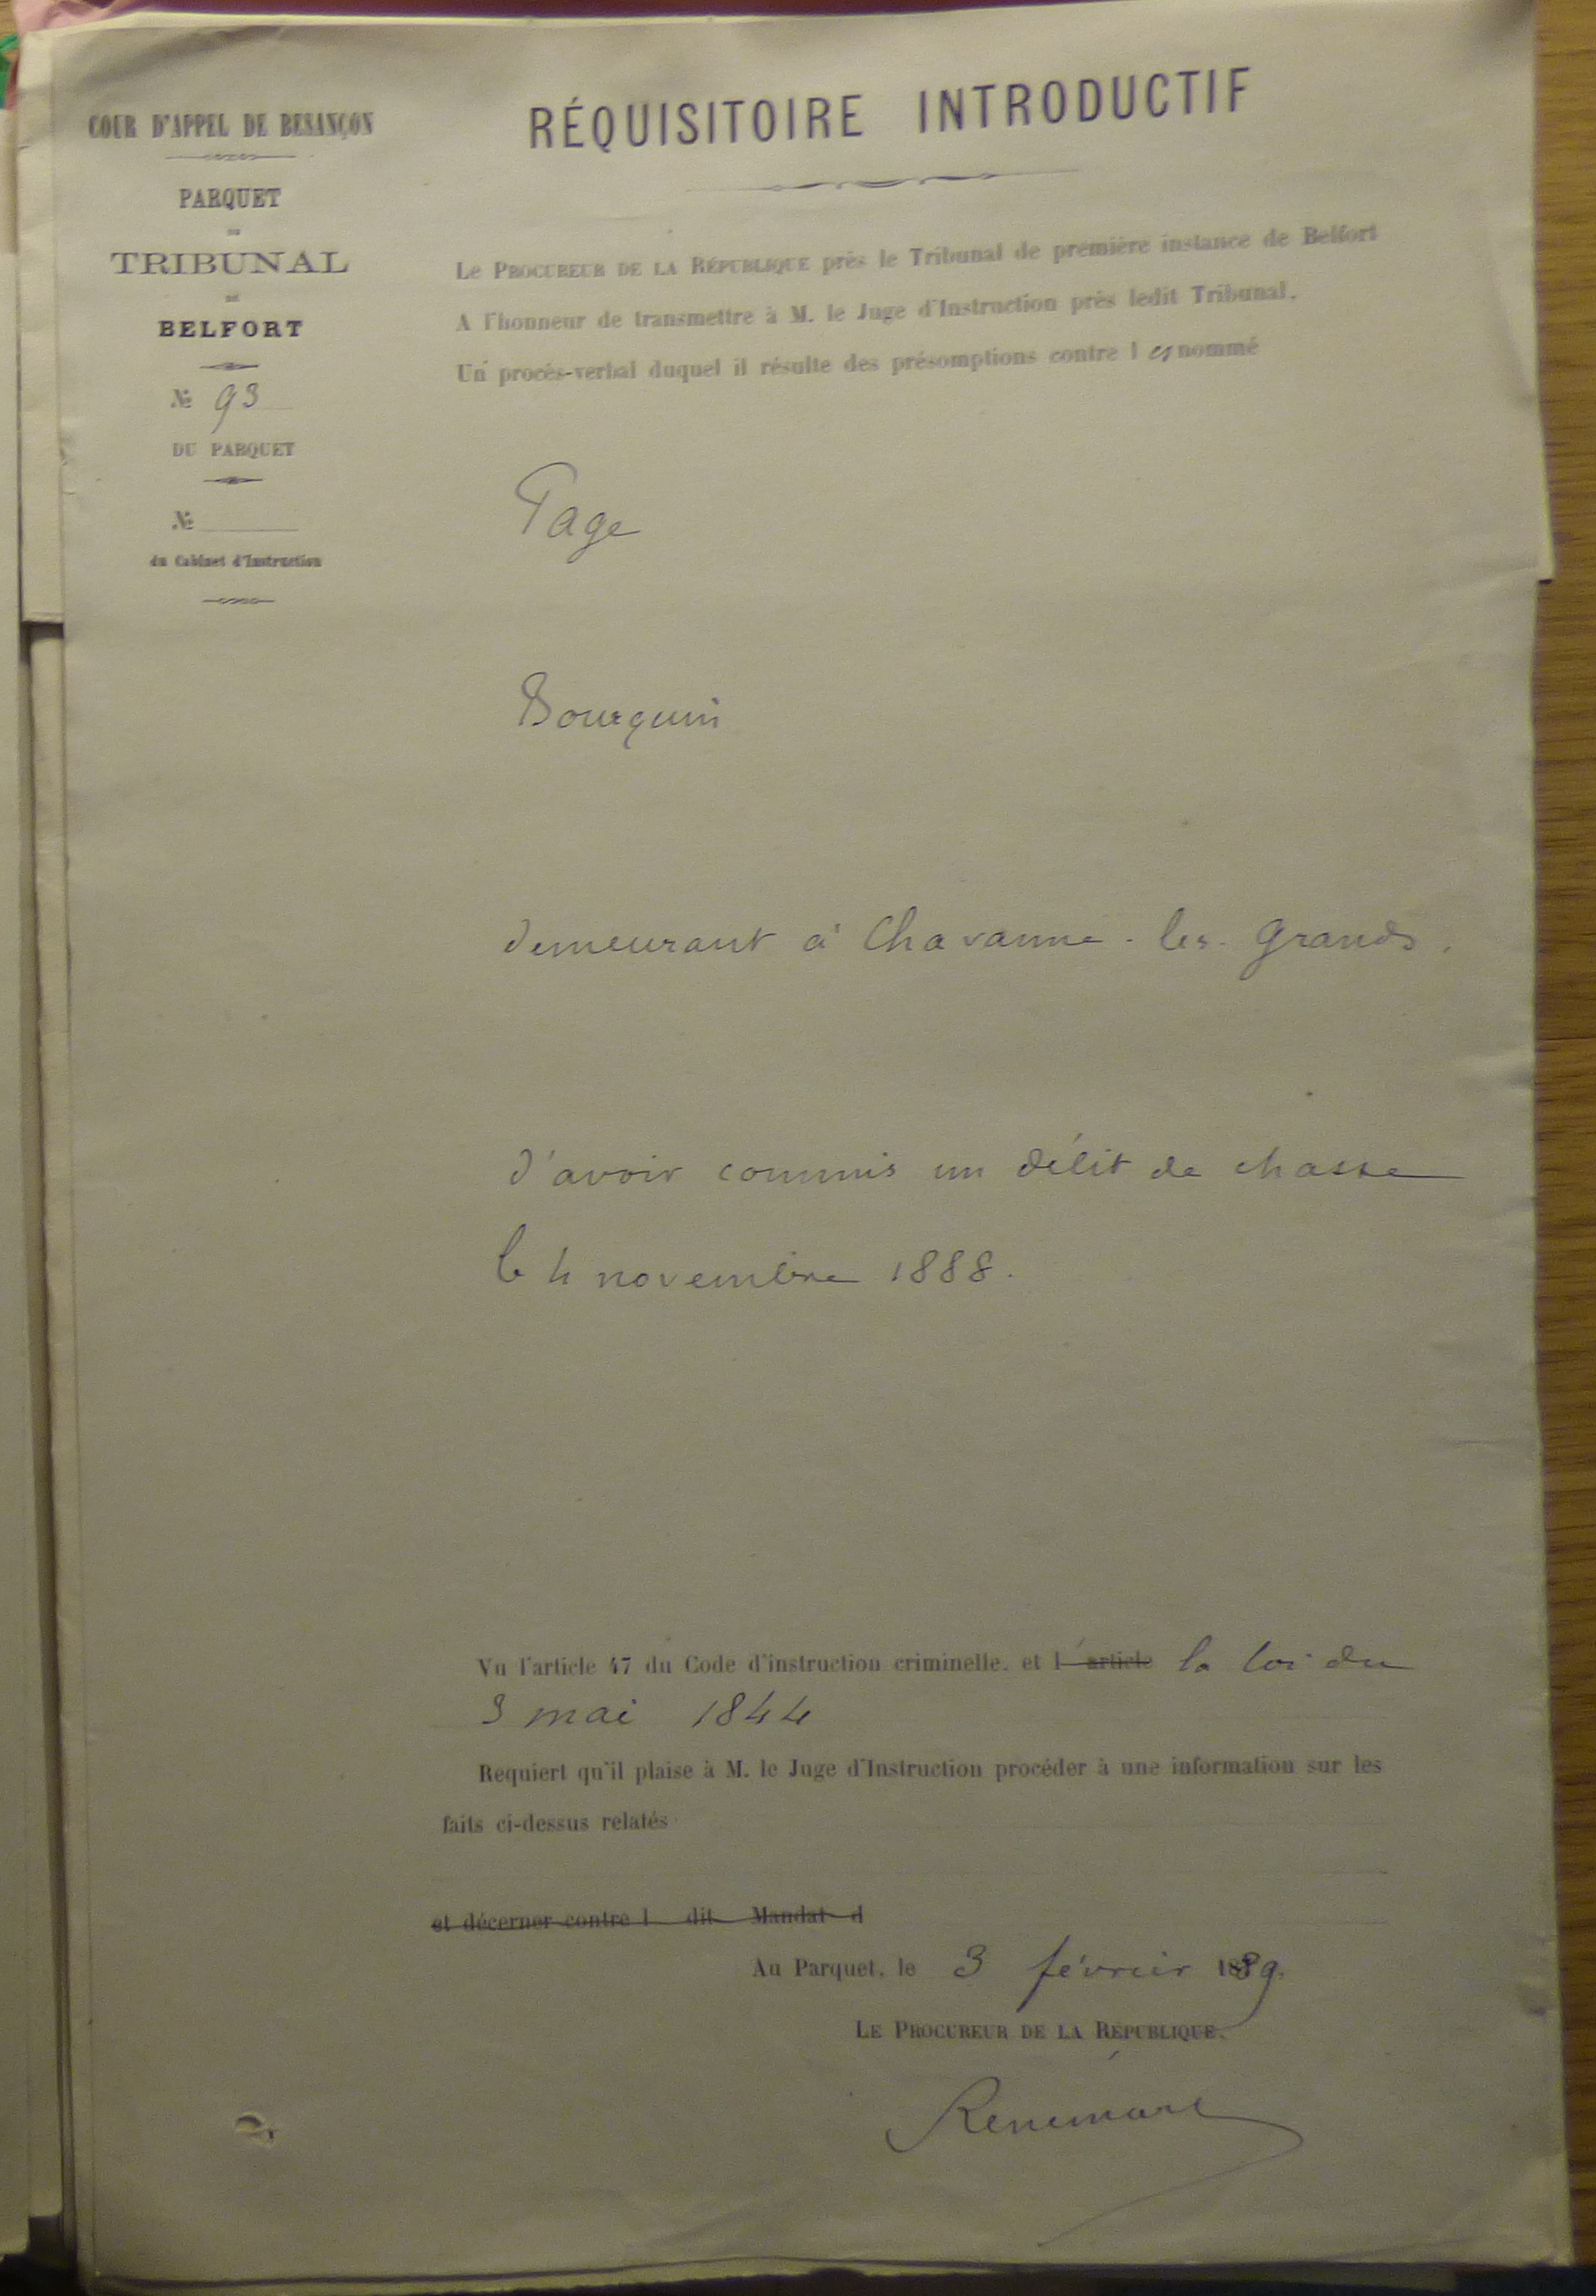 COUR D'APPEL DE BESANÇON
PARQUET
DU
TRIBUNAL
DE
BELFORT
№ 93
DU PARQUET
№
du Cabinet d'Instruction
RÉQUISITOIRE INTRODUCTIF
Le PROCUREUR DE LA RÉPUBLIQUE près le Tribunal de première instance de Belfort
A l'honneur de transmettre à M. le Juge d'Instruction près ledit Tribunal,
Un procès-verbal duquel il résulte des présomptions contre les nommé
Page
Bourquin
demeurant à Chavanne-les-Grands.
d'avoir commis un délit de chasse
le 4 novembre 1888.
Vu l'article 47 du Code d'instruction criminelle, et l'article la loi du
3 mai 1844
Requiert qu'il plaise à M. le Juge d'Instruction procéder à une information sur les
faits ci-dessus relatés
et décerner contre l dit Mandat d
Au Parquet, le 3 février 1889.
LE PROCUREUR DE LA RÉPUBLIQUE,